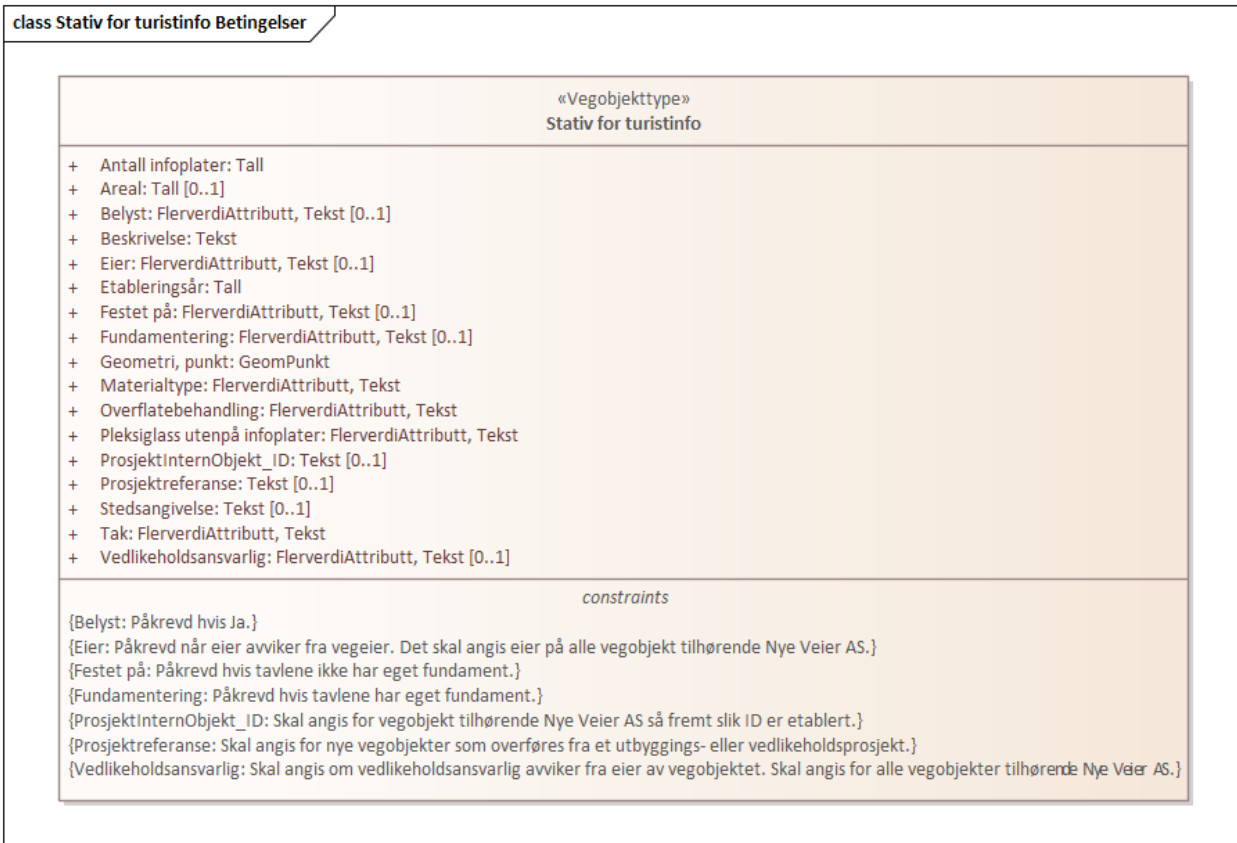 class Stativ for turistinfo Betingelser
«Vegobjekttype»
Stativ for turistinfo
+ Antall infoplater: Tall
+ Areal: Tall [0..1]
+ Belyst: FlerverdiAttributt, Tekst [0..1]
+ Beskrivelse: Tekst
+ Eier: FlerverdiAttributt, Tekst [0..1]
+ Etableringsår: Tall
+ Festet på: FlerverdiAttributt, Tekst [0..1]
+ Fundamentering: FlerverdiAttributt, Tekst [0..1]
+ Geometri, punkt: GeomPunkt
+ Materialtype: FlerverdiAttributt, Tekst
+ Overflatebehandling: FlerverdiAttributt, Tekst
+ Pleksiglass utenpå infoplater: FlerverdiAttributt, Tekst
+ ProsjektInternObjekt_ID: Tekst [0..1]
+ Prosjektreferanse: Tekst [0..1]
+ Stedsangivelse: Tekst [0..1]
+ Tak: FlerverdiAttributt, Tekst
+ Vedlikeholdsansvarlig: FlerverdiAttributt, Tekst [0..1]
constraints
{Belyst: Påkrevd hvis Ja.}
{Eier: Påkrevd når eier avviker fra vegeier. Det skal angis eier på alle vegobjekt tilhørende Nye Veier AS.}
{Festet på: Påkrevd hvis tavlene ikke har eget fundament.}
{Fundamentering: Påkrevd hvis tavlene har eget fundament.}
{ProsjektInternObjekt_ID: Skal angis for vegobjekt tilhørende Nye Veier AS så fremt slik ID er etablert.}
{Prosjektreferanse: Skal angis for nye vegobjekter som overføres fra et utbyggings- eller vedlikeholdsprosjekt.}
{Vedlikeholdsansvarlig: Skal angis om vedlikeholdsansvarlig avviker fra eier av vegobjektet. Skal angis for alle vegobjekter tilhørende Nye Veier AS.}